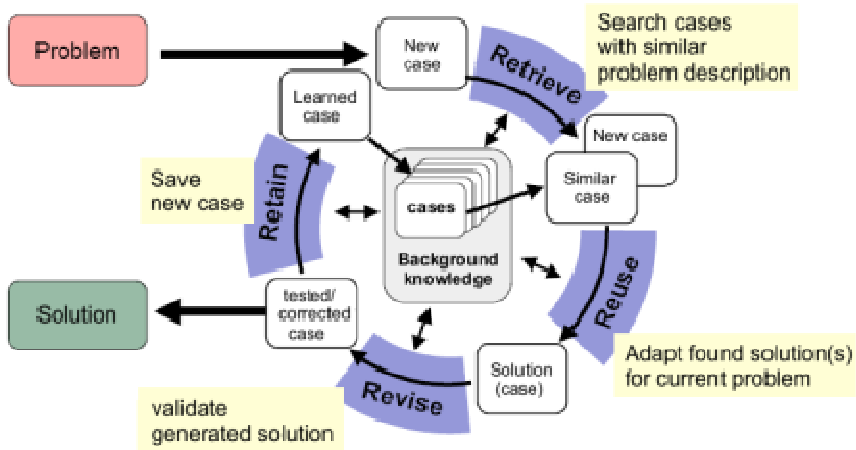 Problem
New
case
Retrieve
Search cases
with similar
problem description
Learned
case
New case
Similar
case
Save
new case
Retain
cases
Background
knowledge
Reuse
Solution
tested/
corrected
case
Solution
(case)
Adapt found solution(s)
for current problem
Revise
validate
generated solution